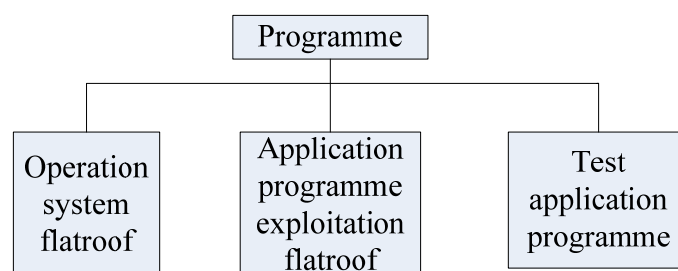 Programme
Operation
system
flatroof
Application
programme
exploitation
flatroof
Test
application
programme